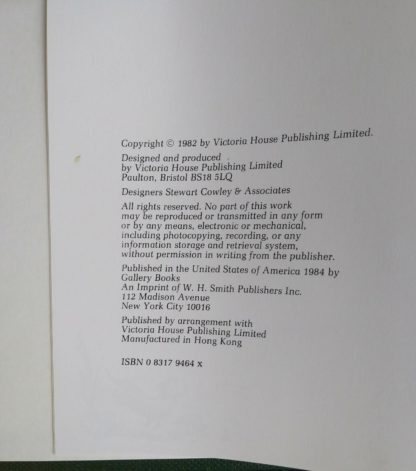 Copyright © 1982 by Victoria House Publishing Limited.
Designed and produced
by Victoria House Publishing Limited
Paulton, Bristol BS18 5LQ
Designers Stewart Cowley & Associates
All rights reserved. No part of this work
may be reproduced or transmitted in any form
or by any means, electronic or mechanical,
including photocopying, recording, or any
information storage and retrieval system,
without permission in writing from the publisher.
Published in the United States of America 1984 by
Gallery Books
An Imprint of W. H. Smith Publishers Inc.
112 Madison Avenue
New York City 10016
Published by arrangement with
Victoria House Publishing Limited
Manufactured in Hong Kong
ISBN 0 8317 9464 x